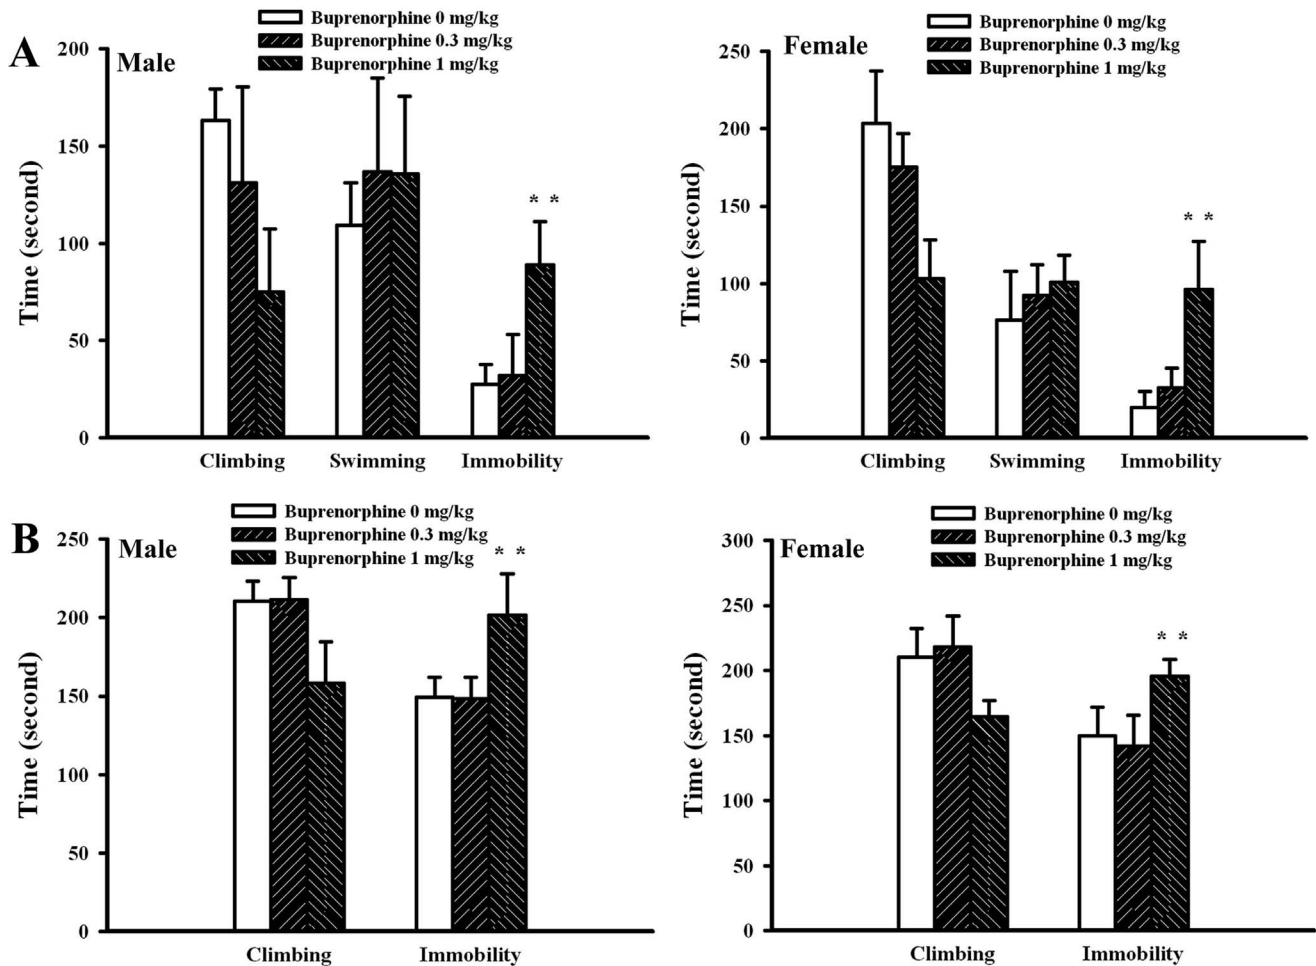 A
Male
Buprenorphine 0 mg/kg
Buprenorphine 0.3 mg/kg
Buprenorphine 1 mg/kg
Time (second)
200
150
100
50
0
* *
Climbing Swimming Immobility
Female
Buprenorphine 0 mg/kg
Buprenorphine 0.3 mg/kg
Buprenorphine 1 mg/kg
Time (second)
250
200
150
100
50
0
* *
Climbing Swimming Immobility
B
Male
Buprenorphine 0 mg/kg
Buprenorphine 0.3 mg/kg
Buprenorphine 1 mg/kg
Time (second)
250
200
150
100
50
0
* *
Climbing Immobility
Female
Buprenorphine 0 mg/kg
Buprenorphine 0.3 mg/kg
Buprenorphine 1 mg/kg
Time (second)
300
250
200
150
100
50
0
* *
Climbing Immobility